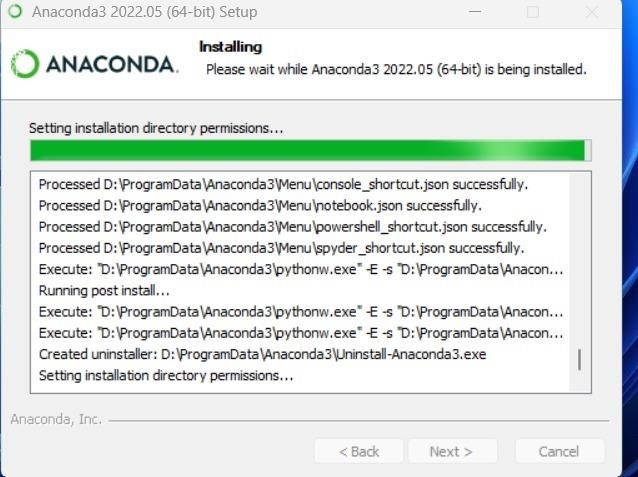 Anaconda3 2022.05 (64-bit) Setup
ANACONDA.
Installing
Please wait while Anaconda3 2022.05 (64-bit) is being installed.
Setting installation directory permissions...
Processed D:\ProgramData\Anaconda3\Menu\console_shortcut.json successfully.
Processed D:\ProgramData\Anaconda3\Menu\notebook.json successfully.
Processed D:\ProgramData\Anaconda3\Menu\powershell_shortcut.json successfully.
Processed D:\ProgramData\Anaconda3\Menu\spyder_shortcut.json successfully.
Execute: "D:\ProgramData\Anaconda3\pythonw.exe" -E -s "D:\ProgramData\Anacon...
Running post install...
Execute: "D:\ProgramData\Anaconda3\pythonw.exe" -E -s "D:\ProgramData\Anacon...
Execute: "D:\ProgramData\Anaconda3\pythonw.exe" -E -s "D:\ProgramData\Anacon...
Created uninstaller: D:\ProgramData\Anaconda3\Uninstall-Anaconda3.exe
Setting installation directory permissions...
Anaconda, Inc.
< Back
Next >
Cancel